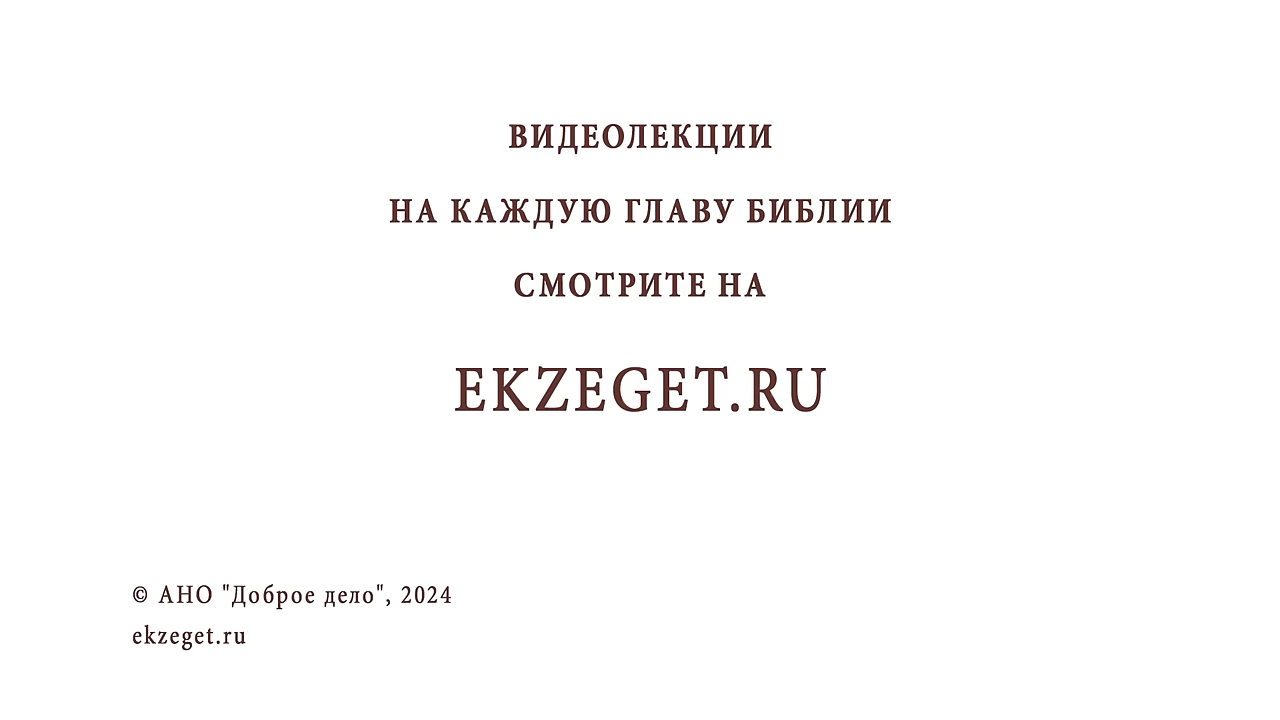 ВИДЕОЛЕКЦИИ
НА КАЖДУЮ ГЛАВУ БИБЛИИ
СМОТРИТЕ НА
EKZEGET.RU
© АНО "Доброе дело", 2024
ekzeget.ru